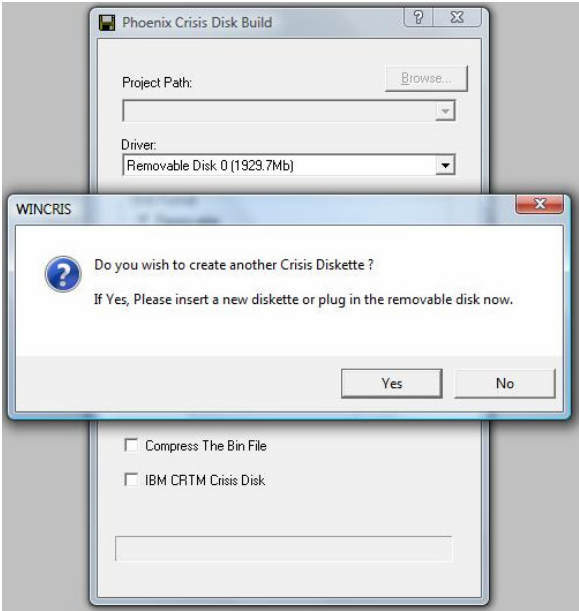 Phoenix Crisis Disk Build
Browse...
Project Path:
Driver:
Removable Disk 0 (1929.7Mb)
WINCRIS
Do you wish to create another Crisis Diskette ?
If Yes, Please insert a new diskette or plug in the removable disk now.
Yes No
Compress The Bin File
IBM CRTM Crisis Disk